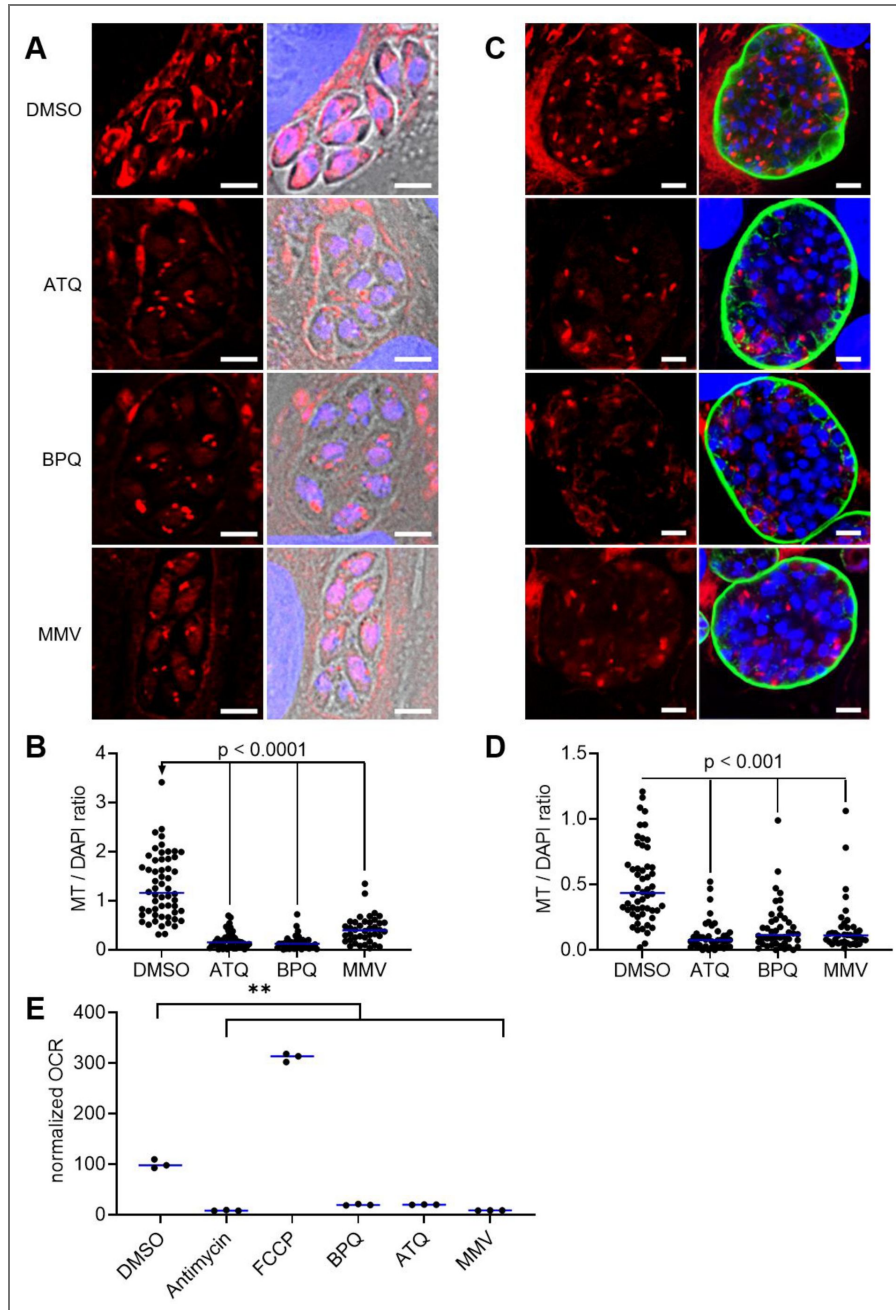 A
C
DMSO
ATQ
BPQ
MMV
B
p < 0.0001
MT / DAPI ratio
4
3
2
1
0
DMSO
ATQ
BPQ
MMV
D
p < 0.001
MT / DAPI ratio
1.5
1.0
0.5
0.0
DMSO
ATQ
BPQ
MMV
E
**
normalized OCR
400
300
200
100
0
DMSO
Antimycin
FCCP
BPQ
ATQ
MMV